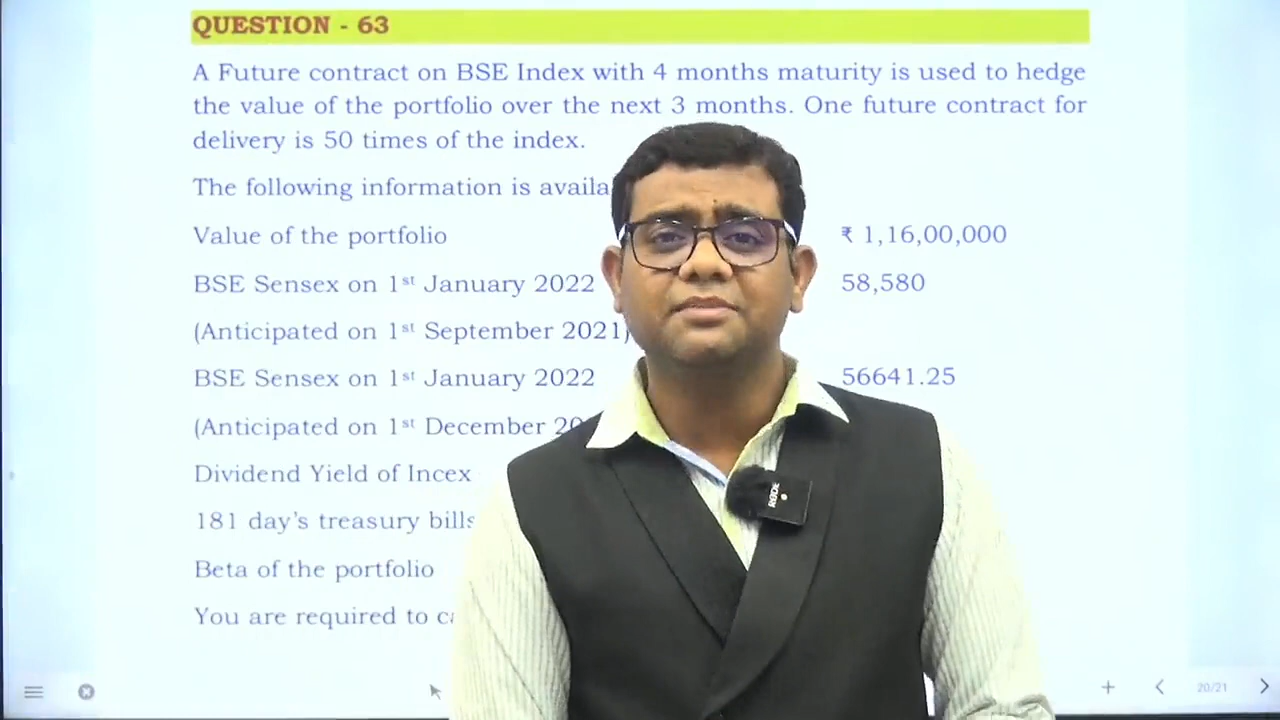 QUESTION - 63
A Future contract on BSE Index with 4 months maturity is used to hedge
the value of the portfolio over the next 3 months. One future contract for
delivery is 50 times of the index.
The following information is
Value of the portfolio ₹ 1,16,00,000
BSE Sensex on 1st January 2022 58,580
(Anticipated on 1st September 2021)
BSE Sensex on 1st January 2022 56641.25
(Anticipated on 1st December
Dividend Yield of Incex
181 day's treasury bills
Beta of the portfolio
You are required to
RØDE
20/21